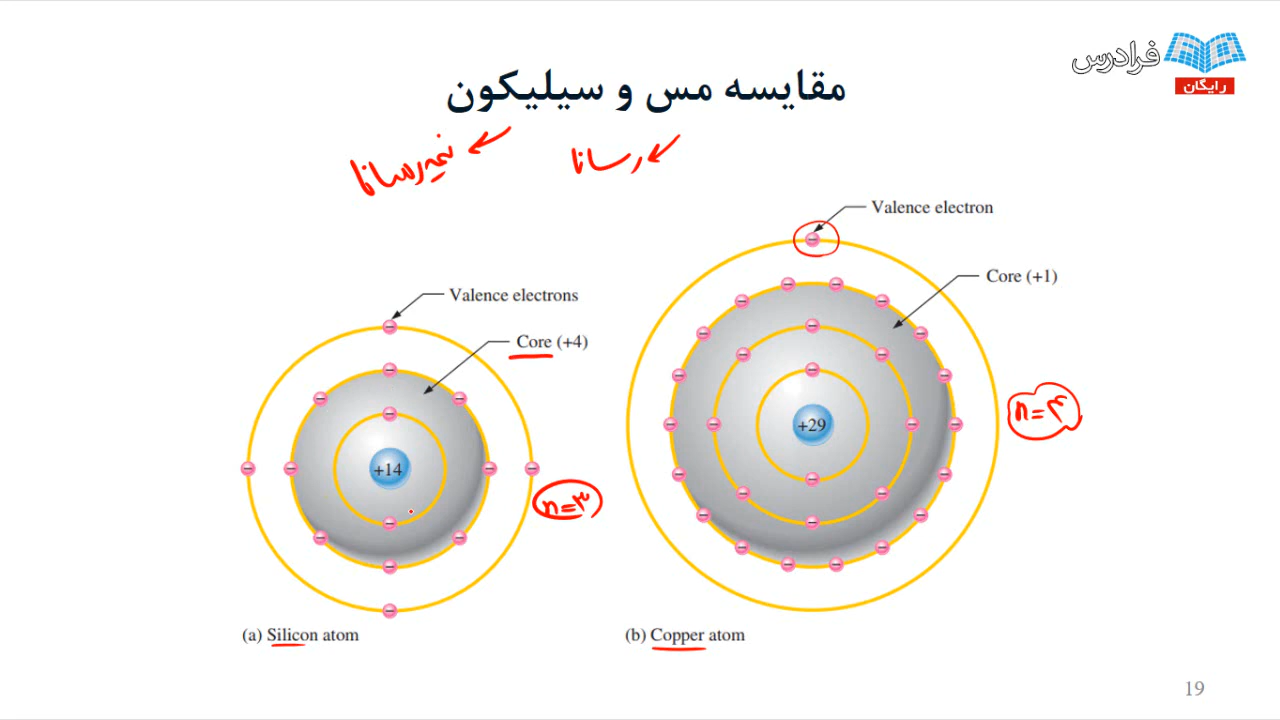 فرادرس
رایگان
مقایسه مس و سیلیکون
رسانا
نیمه رسانا
Valence electron
Core (+1)
Valence electrons
Core (+4)
n=۴
+29
+14
n=۳
(a) Silicon atom
(b) Copper atom
19